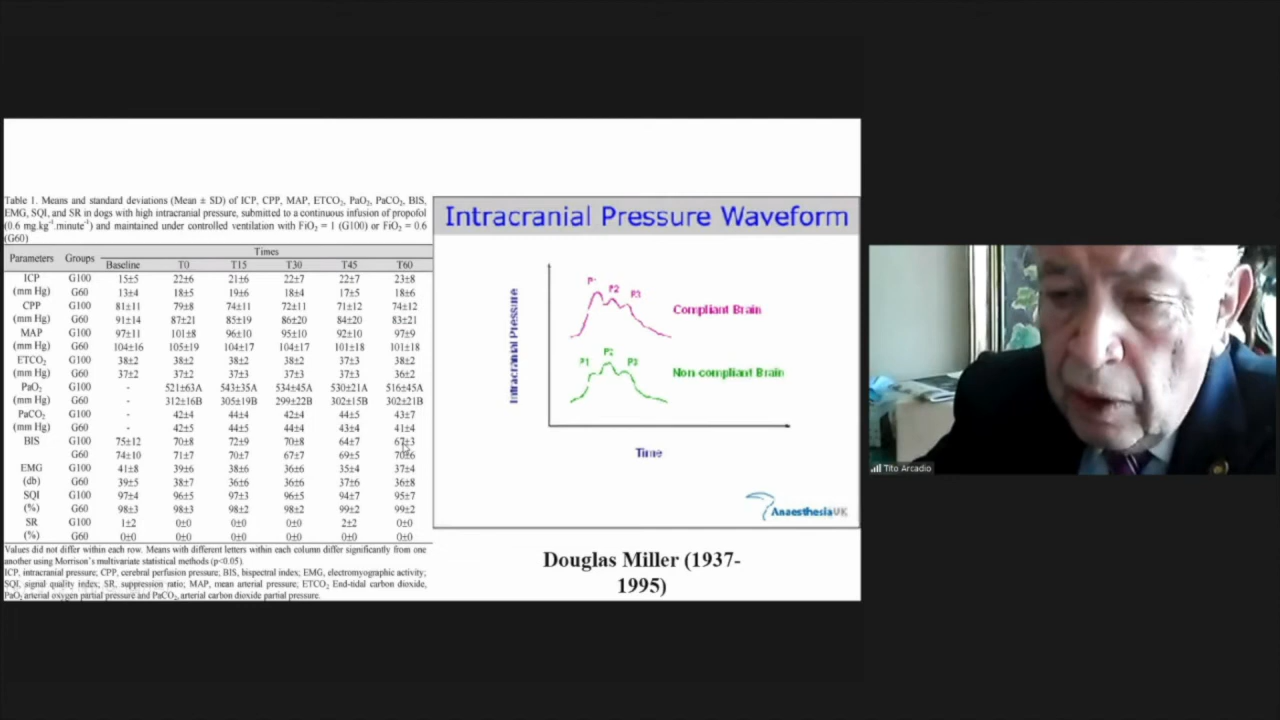 Table 1. Means and standard deviations (Mean ± SD) of ICP, CPP, MAP, ETCO₂, PaO₂, PaCO₂, BIS,
EMG, SQI, and SR in dogs with high intracranial pressure, submitted to a continuous infusion of propofol
(0.6 mg.kg⁻¹.minute⁻¹) and maintained under controlled ventilation with FiO₂ = 1 (G100) or FiO₂ = 0.6
(G60)
Parameters Groups Times
Baseline T0 T15 T30 T45 T60
ICP G100 15±5 22±6 21±6 22±7 22±7 23±8
(mm Hg) G60 13±4 18±5 19±6 18±4 17±5 18±6
CPP G100 81±11 79±8 74±11 72±11 71±12 74±12
(mm Hg) G60 91±14 87±21 85±19 86±20 84±20 83±21
MAP G100 97±11 101±8 96±10 95±10 92±10 97±9
(mm Hg) G60 104±16 105±19 104±17 104±17 101±18 101±18
ETCO₂ G100 38±2 38±2 38±2 38±2 37±3 38±2
(mm Hg) G60 37±2 37±2 37±3 37±3 37±3 36±2
PaO₂ G100 - 521±63A 543±35A 534±45A 530±21A 516±45A
(mm Hg) G60 - 312±16B 305±19B 299±22B 302±15B 302±21B
PaCO₂ G100 - 42±4 44±4 42±4 44±5 43±7
(mm Hg) G60 - 42±5 44±5 44±4 43±4 41±4
BIS G100 75±12 70±8 72±9 70±8 64±7 67±3
G60 74±10 71±7 70±7 67±7 69±5 70±6
EMG G100 41±8 39±6 38±6 36±6 35±4 37±4
(db) G60 39±5 38±7 36±6 36±6 37±6 36±8
SQI G100 97±4 96±5 97±3 96±5 94±7 95±7
(%) G60 98±3 98±3 98±2 98±2 99±2 99±2
SR G100 1±2 0±0 0±0 0±0 2±2 0±0
(%) G60 0±0 0±0 0±0 0±0 0±0 0±0
Values did not differ within each row. Means with different letters within each column differ significantly from one
another using Morrison's multivariate statistical methods (p<0.05).
ICP, intracranial pressure; CPP, cerebral perfusion pressure; BIS, bispectral index; EMG, electromyographic activity;
SQI, signal quality index; SR, suppression ratio; MAP, mean arterial pressure; ETCO₂ End-tidal carbon dioxide,
PaO₂ arterial oxygen partial pressure and PaCO₂, arterial carbon dioxide partial pressure.
Intracranial Pressure Waveform
Intracranial Pressure
P2 P3
Compliant Brain
P1 P2 P3
Non-compliant Brain
Time
AnaesthesiaUK
Douglas Miller (1937-
1995)
Tito Arcadio